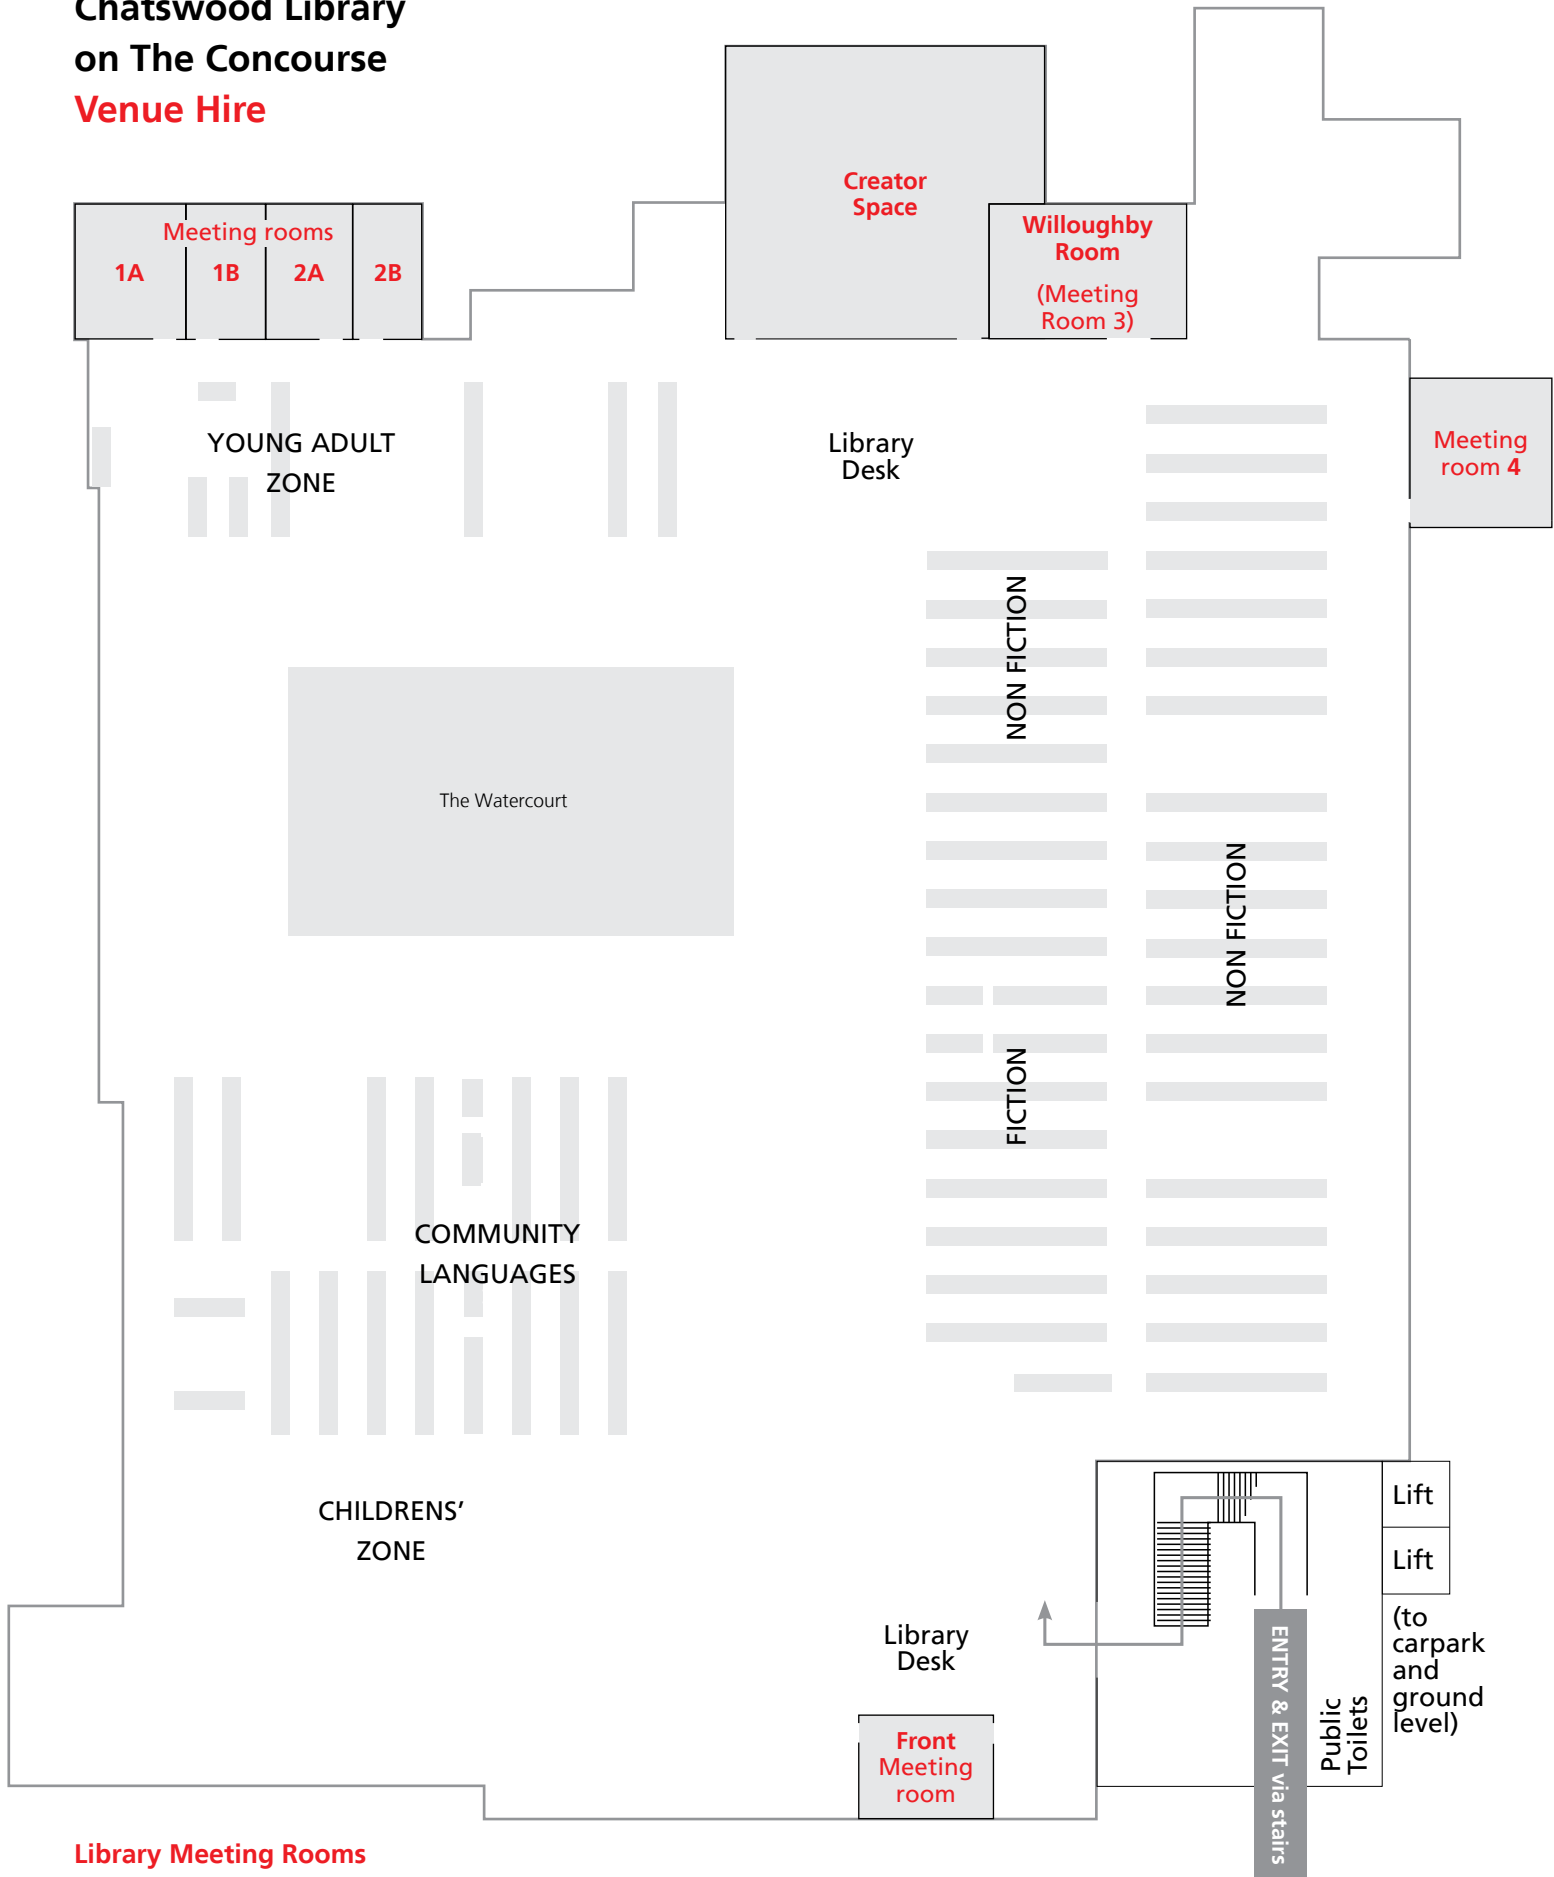 Chatswood Library
on The Concourse
Venue Hire
Creator
Space
Willoughby
Room
(Meeting
Room 3)
Meeting rooms
1A 1B 2A 2B
YOUNG ADULT
ZONE
Library
Desk
Meeting
room 4
NON FICTION
The Watercourt
NON FICTION
FICTION
COMMUNITY
LANGUAGES
CHILDRENS’
ZONE
Lift
Lift
(to
carpark
and
ground
level)
Library
Desk
ENTRY & EXIT via stairs
Public
Toilets
Front
Meeting
room
Library Meeting Rooms